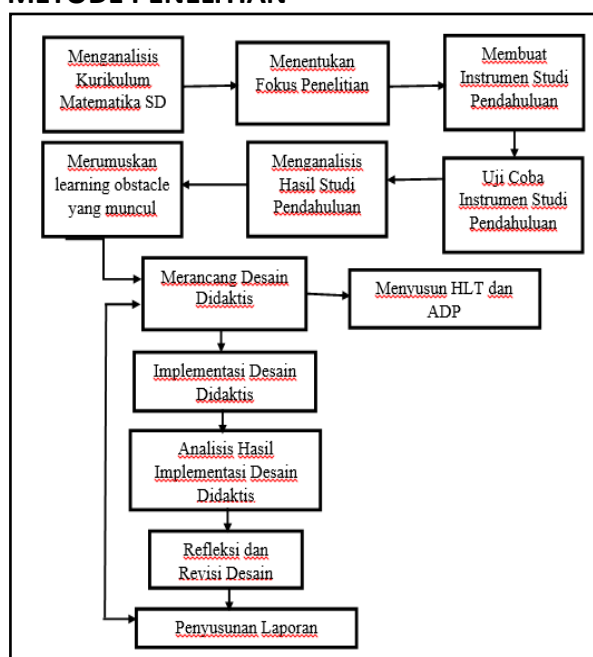 METODE PENELITIAN
Menganalisis
Kurikulum
Matematika SD
Menentukan
Fokus Penelitian
Membuat
Instrumen Studi
Pendahuluan
Uji Coba
Instrumen Studi
Pendahuluan
Menganalisis
Hasil Studi
Pendahuluan
Merumuskan
learning obstacle
yang muncul
Merancang Desain
Didaktis
Menyusun HLT dan
ADP
Implementasi Desain
Didaktis
Analisis Hasil
Implementasi Desain
Didaktis
Refleksi dan
Revisi Desain
Penyusunan Laporan